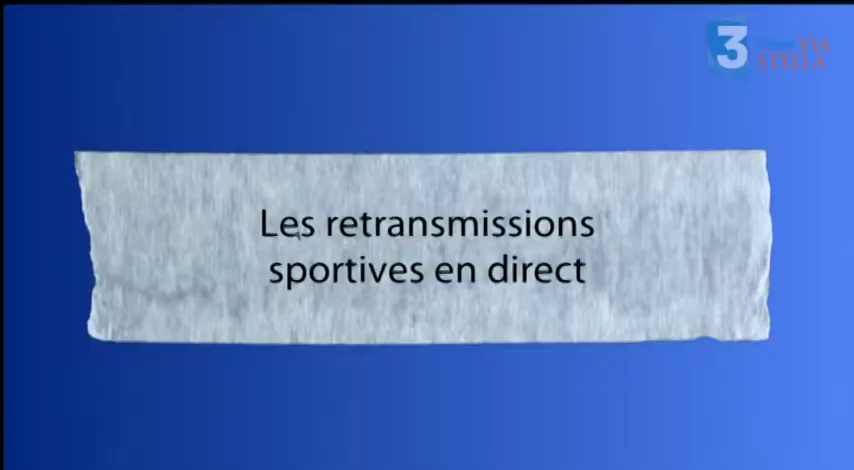 3
VIA
STELLA
Les retransmissions
sportives en direct